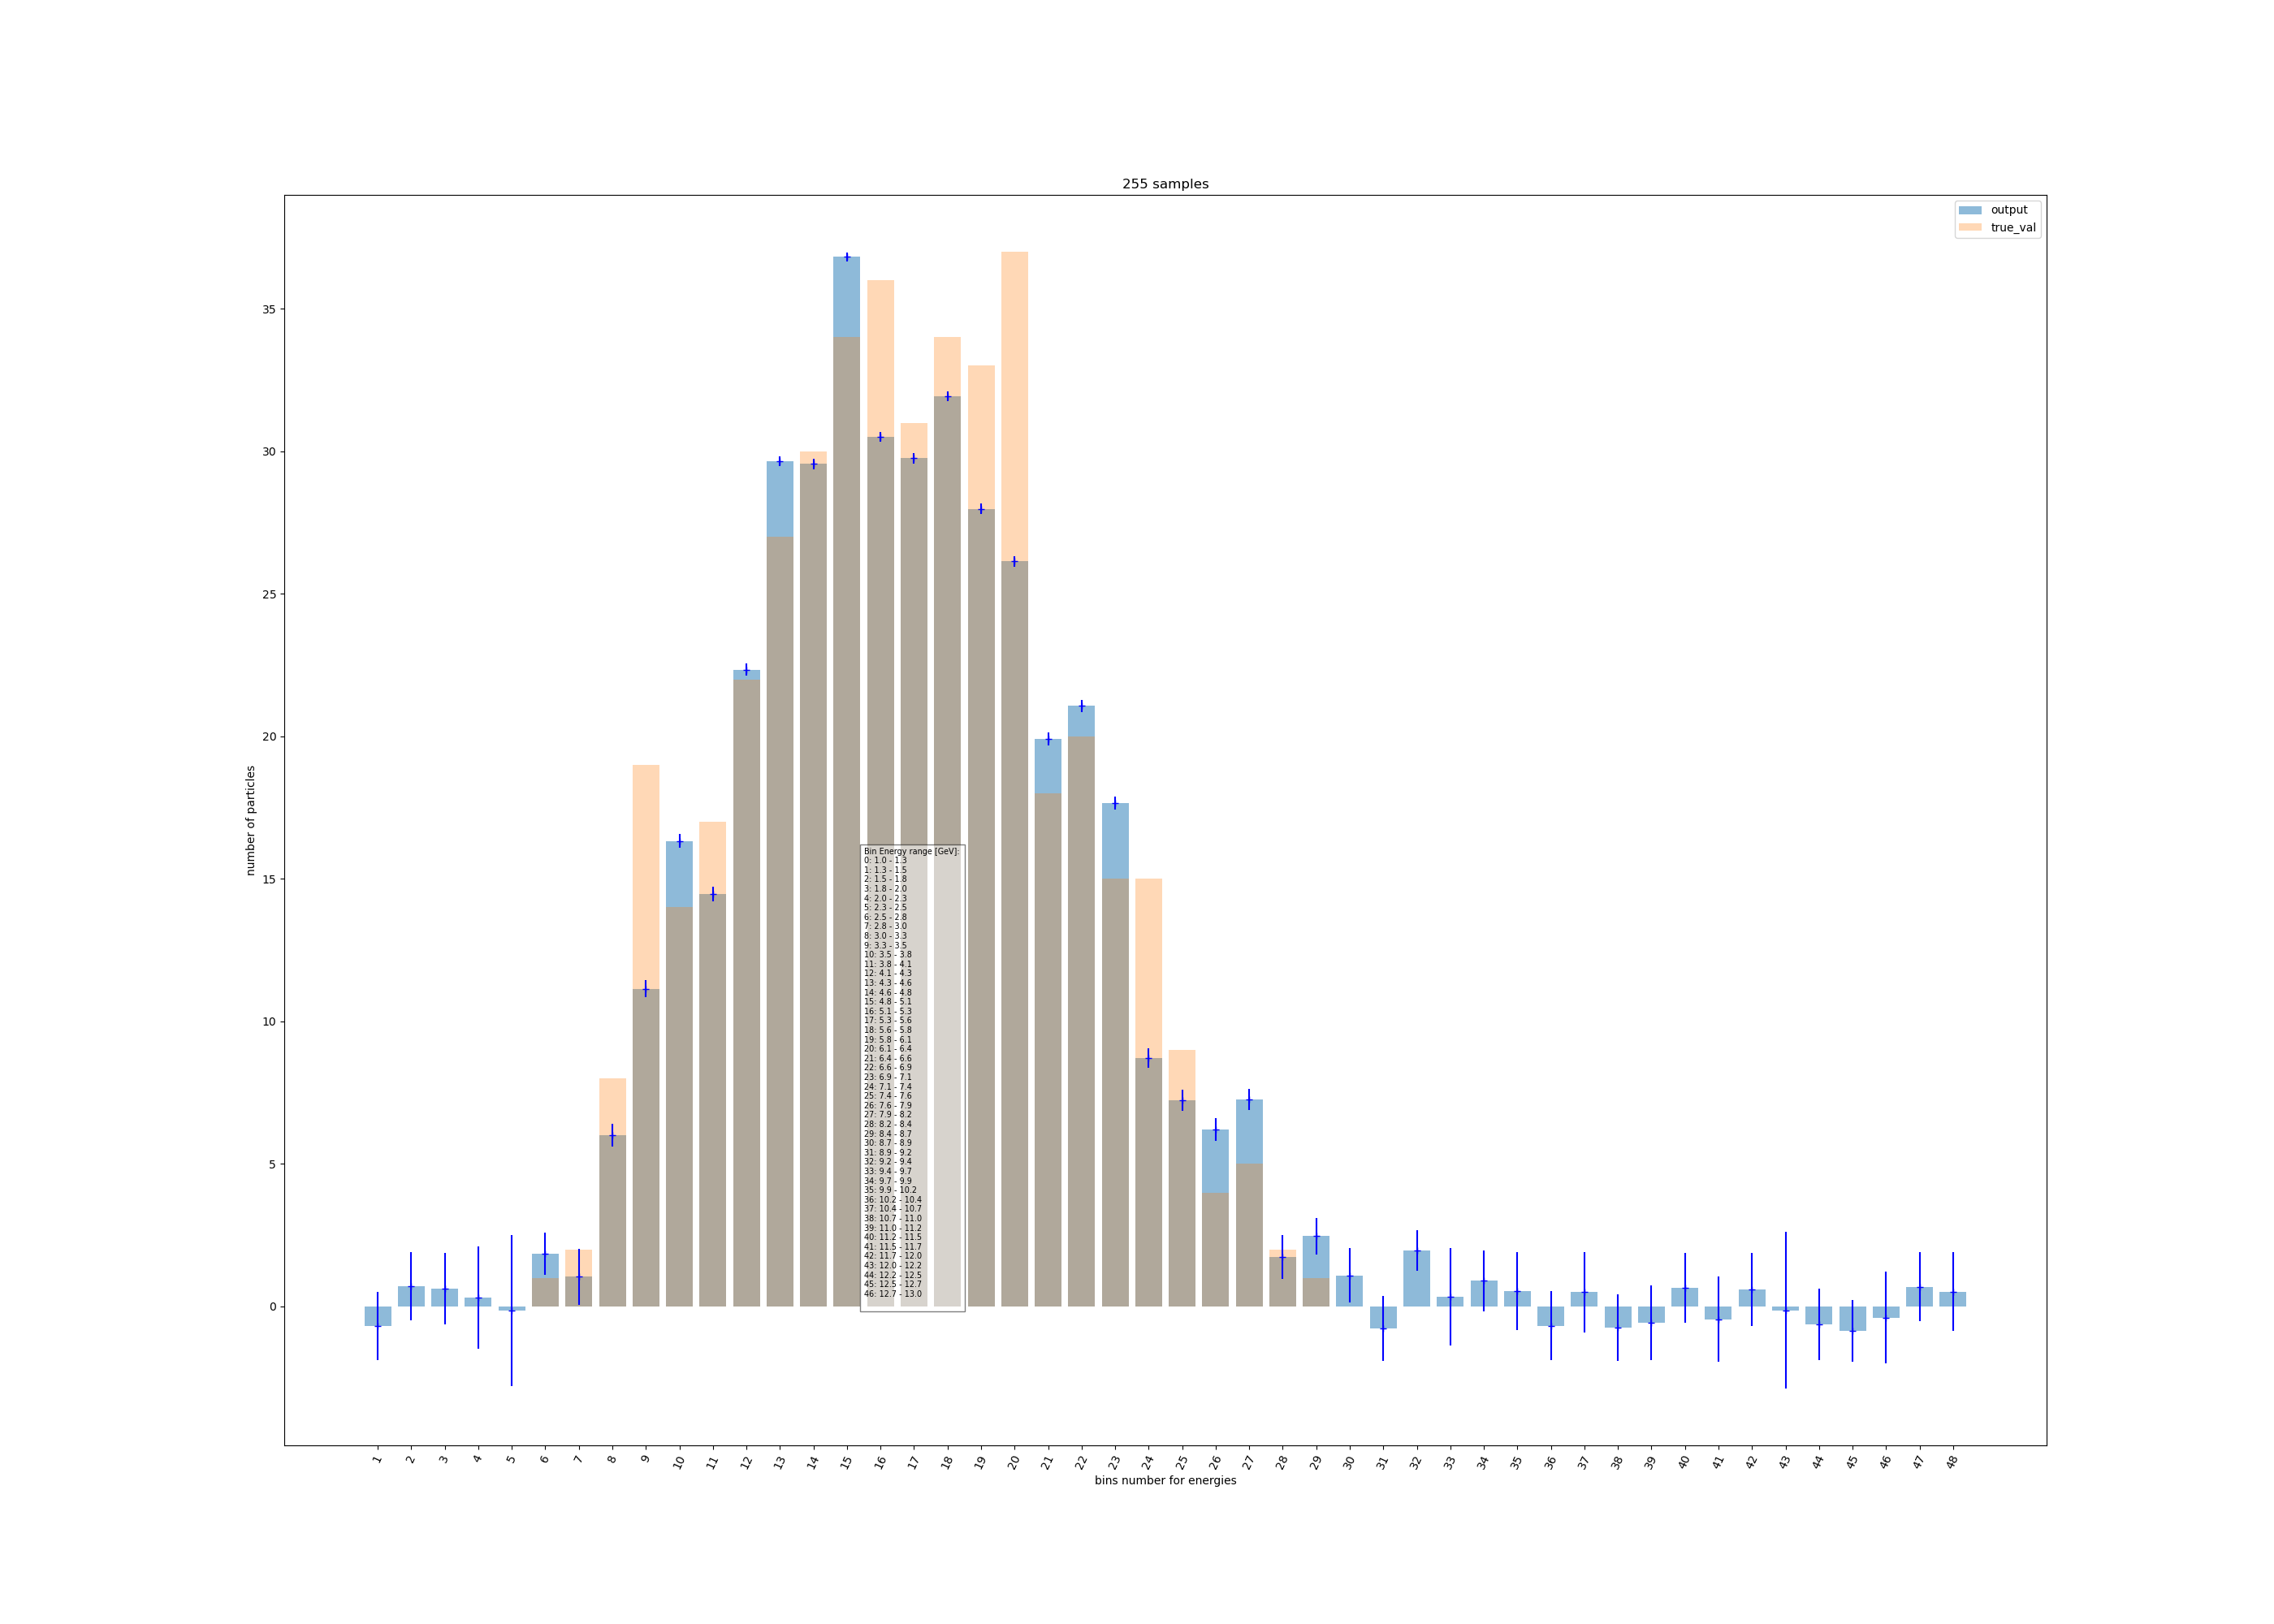 255 samples
output
true_val
35
30
25
20
15
10
5
0
number of particles
Bin Energy range [GeV]:
0: 1.0 - 1.3
1: 1.3 - 1.5
2: 1.5 - 1.8
3: 1.8 - 2.0
4: 2.0 - 2.3
5: 2.3 - 2.5
6: 2.5 - 2.8
7: 2.8 - 3.0
8: 3.0 - 3.3
9: 3.3 - 3.5
10: 3.5 - 3.8
11: 3.8 - 4.1
12: 4.1 - 4.3
13: 4.3 - 4.6
14: 4.6 - 4.8
15: 4.8 - 5.1
16: 5.1 - 5.3
17: 5.3 - 5.6
18: 5.6 - 5.8
19: 5.8 - 6.1
20: 6.1 - 6.4
21: 6.4 - 6.6
22: 6.6 - 6.9
23: 6.9 - 7.1
24: 7.1 - 7.4
25: 7.4 - 7.6
26: 7.6 - 7.9
27: 7.9 - 8.2
28: 8.2 - 8.4
29: 8.4 - 8.7
30: 8.7 - 8.9
31: 8.9 - 9.2
32: 9.2 - 9.4
33: 9.4 - 9.7
34: 9.7 - 9.9
35: 9.9 - 10.2
36: 10.2 - 10.4
37: 10.4 - 10.7
38: 10.7 - 11.0
39: 11.0 - 11.2
40: 11.2 - 11.5
41: 11.5 - 11.7
42: 11.7 - 12.0
43: 12.0 - 12.2
44: 12.2 - 12.5
45: 12.5 - 12.7
46: 12.7 - 13.0
1 2 3 4 5 6 7 8 9 10 11 12 13 14 15 16 17 18 19 20 21 22 23 24 25 26 27 28 29 30 31 32 33 34 35 36 37 38 39 40 41 42 43 44 45 46 47 48
bins number for energies